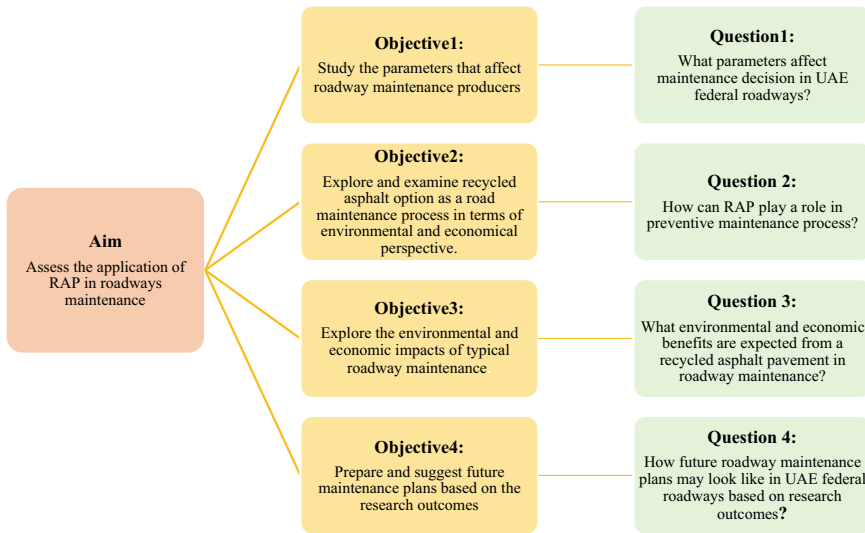 Aim
Assess the application of
RAP in roadways
maintenance
Objective1:
Study the parameters that affect
roadway maintenance producers
Question1:
What parameters affect
maintenance decision in UAE
federal roadways?
Objective2:
Explore and examine recycled
asphalt option as a road
maintenance process in terms of
environmental and economical
perspective.
Question 2:
How can RAP play a role in
preventive maintenance process?
Objective3:
Explore the environmental and
economic impacts of typical
roadway maintenance
Question 3:
What environmental and economic
benefits are expected from a
recycled asphalt pavement in
roadway maintenance?
Objective4:
Prepare and suggest future
maintenance plans based on the
research outcomes
Question 4:
How future roadway maintenance
plans may look like in UAE federal
roadways based on research
outcomes?